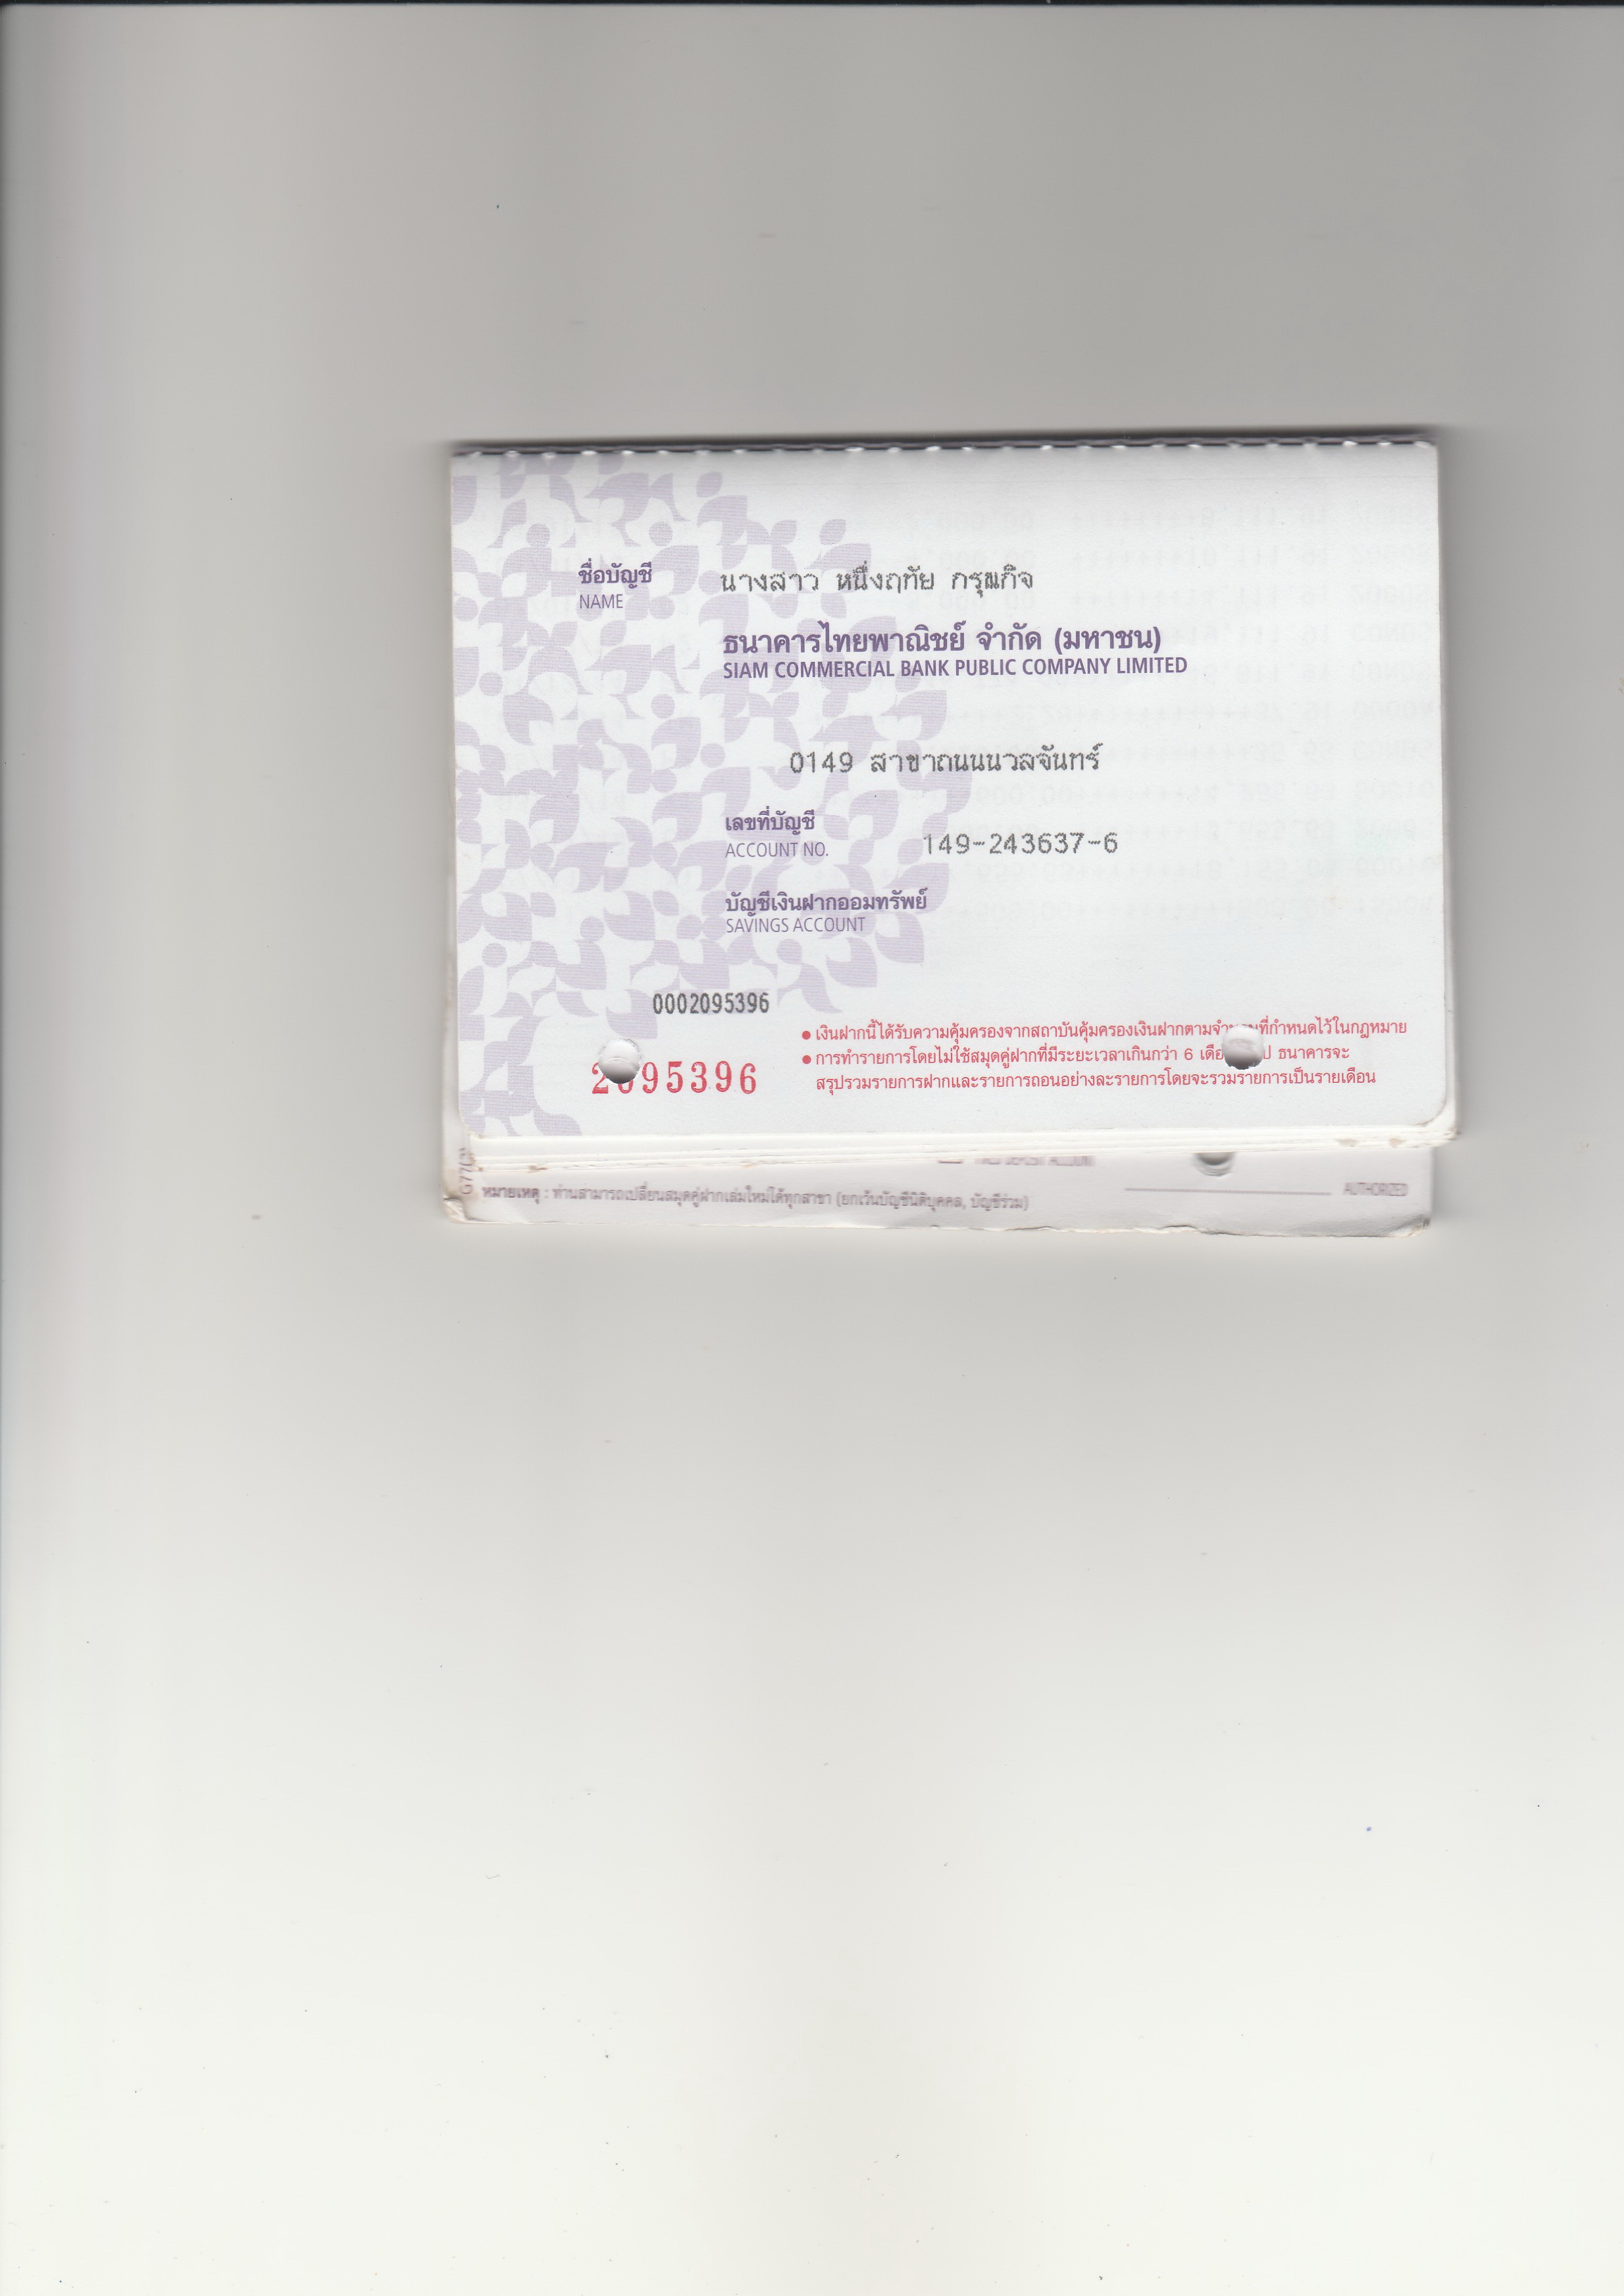 ชื่อบัญชี นางสาว หนึ่งฤทัย กรุณกิจ
NAME
ธนาคารไทยพาณิชย์ จำกัด (มหาชน)
SIAM COMMERCIAL BANK PUBLIC COMPANY LIMITED
0149 สาขาถนนนวลจันทร์
เลขที่บัญชี
ACCOUNT NO. 149-243637-6
บัญชีเงินฝากออมทรัพย์
SAVINGS ACCOUNT
0002095396
2095396
• เงินฝากนี้ได้รับความคุ้มครองจากสถาบันคุ้มครองเงินฝากตามจำนวนที่กำหนดไว้ในกฎหมาย
• การทำรายการโดยไม่ใช้สมุดคู่ฝากที่มีระยะเวลาเกินกว่า 6 เดือนขึ้นไป ธนาคารจะ
สรุปรวมรายการฝากและรายการถอนอย่างละรายการโดยจะรวมรายการเป็นรายเดือน
หมายเหตุ : ท่านสามารถเปลี่ยนสมุดคู่ฝากเล่มใหม่ได้ทุกสาขา (ยกเว้นบัญชีนิติบุคคล, บัญชีร่วม) AUTHORIZED